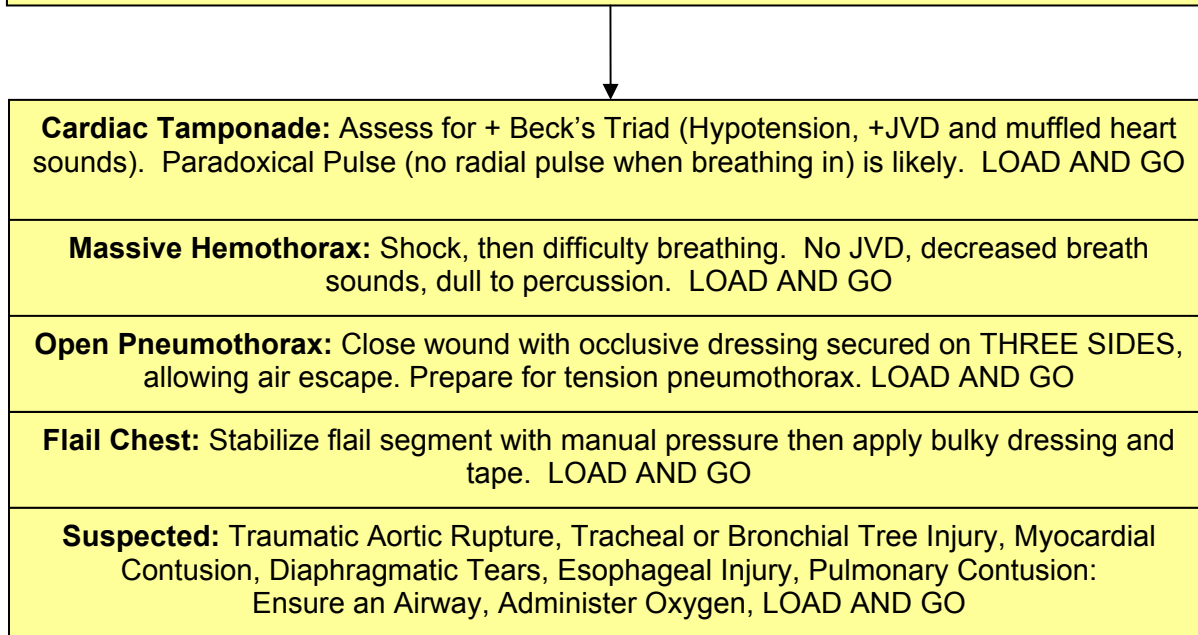 Cardiac Tamponade: Assess for + Beck’s Triad (Hypotension, +JVD and muffled heart
sounds). Paradoxical Pulse (no radial pulse when breathing in) is likely. LOAD AND GO
Massive Hemothorax: Shock, then difficulty breathing. No JVD, decreased breath
sounds, dull to percussion. LOAD AND GO
Open Pneumothorax: Close wound with occlusive dressing secured on THREE SIDES,
allowing air escape. Prepare for tension pneumothorax. LOAD AND GO
Flail Chest: Stabilize flail segment with manual pressure then apply bulky dressing and
tape. LOAD AND GO
Suspected: Traumatic Aortic Rupture, Tracheal or Bronchial Tree Injury, Myocardial
Contusion, Diaphragmatic Tears, Esophageal Injury, Pulmonary Contusion:
Ensure an Airway, Administer Oxygen, LOAD AND GO